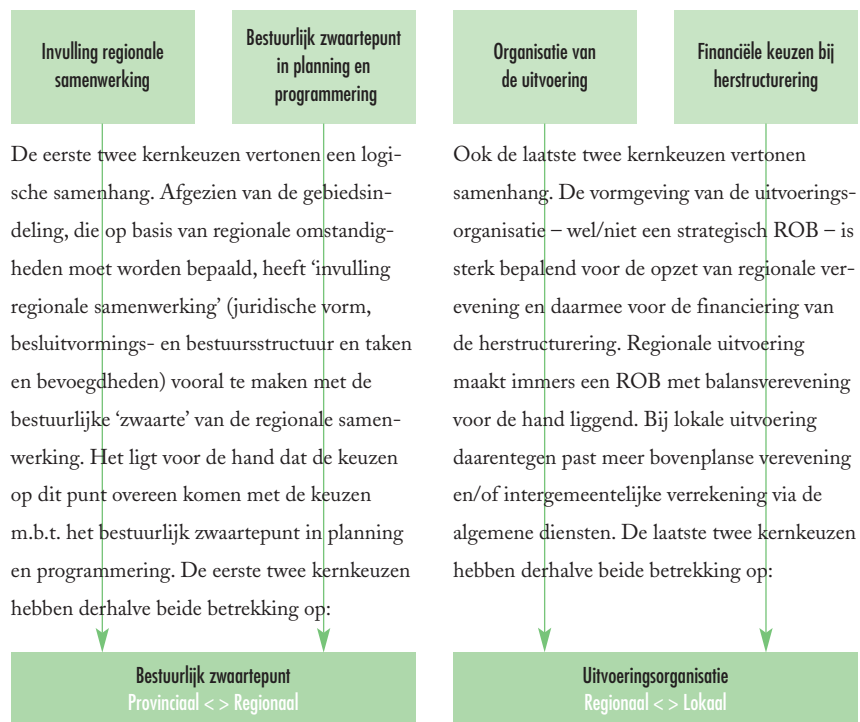 Invulling regionale
samenwerking
Bestuurlijk zwaartepunt
in planning en
programmering
De eerste twee kernkeuzen vertonen een logi-
sche samenhang. Afgezien van de gebiedsin-
deling, die op basis van regionale omstandig-
heden moet worden bepaald, heeft ‘invulling
regionale samenwerking’ (juridische vorm,
besluitvormings- en bestuursstructuur en taken
en bevoegdheden) vooral te maken met de
bestuurlijke ‘zwaarte’ van de regionale samen-
werking. Het ligt voor de hand dat de keuzen
op dit punt overeen komen met de keuzen
m.b.t. het bestuurlijk zwaartepunt in planning
en programmering. De eerste twee kernkeuzen
hebben derhalve beide betrekking op:
Bestuurlijk zwaartepunt
Provinciaal < > Regionaal
Organisatie van
de uitvoering
Financiële keuzen bij
herstructurering
Ook de laatste twee kernkeuzen vertonen
samenhang. De vormgeving van de uitvoerings-
organisatie – wel/niet een strategisch ROB – is
sterk bepalend voor de opzet van regionale ver-
evening en daarmee voor de financiering van
de herstructurering. Regionale uitvoering
maakt immers een ROB met balansverevening
voor de hand liggend. Bij lokale uitvoering
daarentegen past meer bovenplanse verevening
en/of intergemeentelijke verrekening via de
algemene diensten. De laatste twee kernkeuzen
hebben derhalve beide betrekking op:
Uitvoeringsorganisatie
Regionaal < > Lokaal